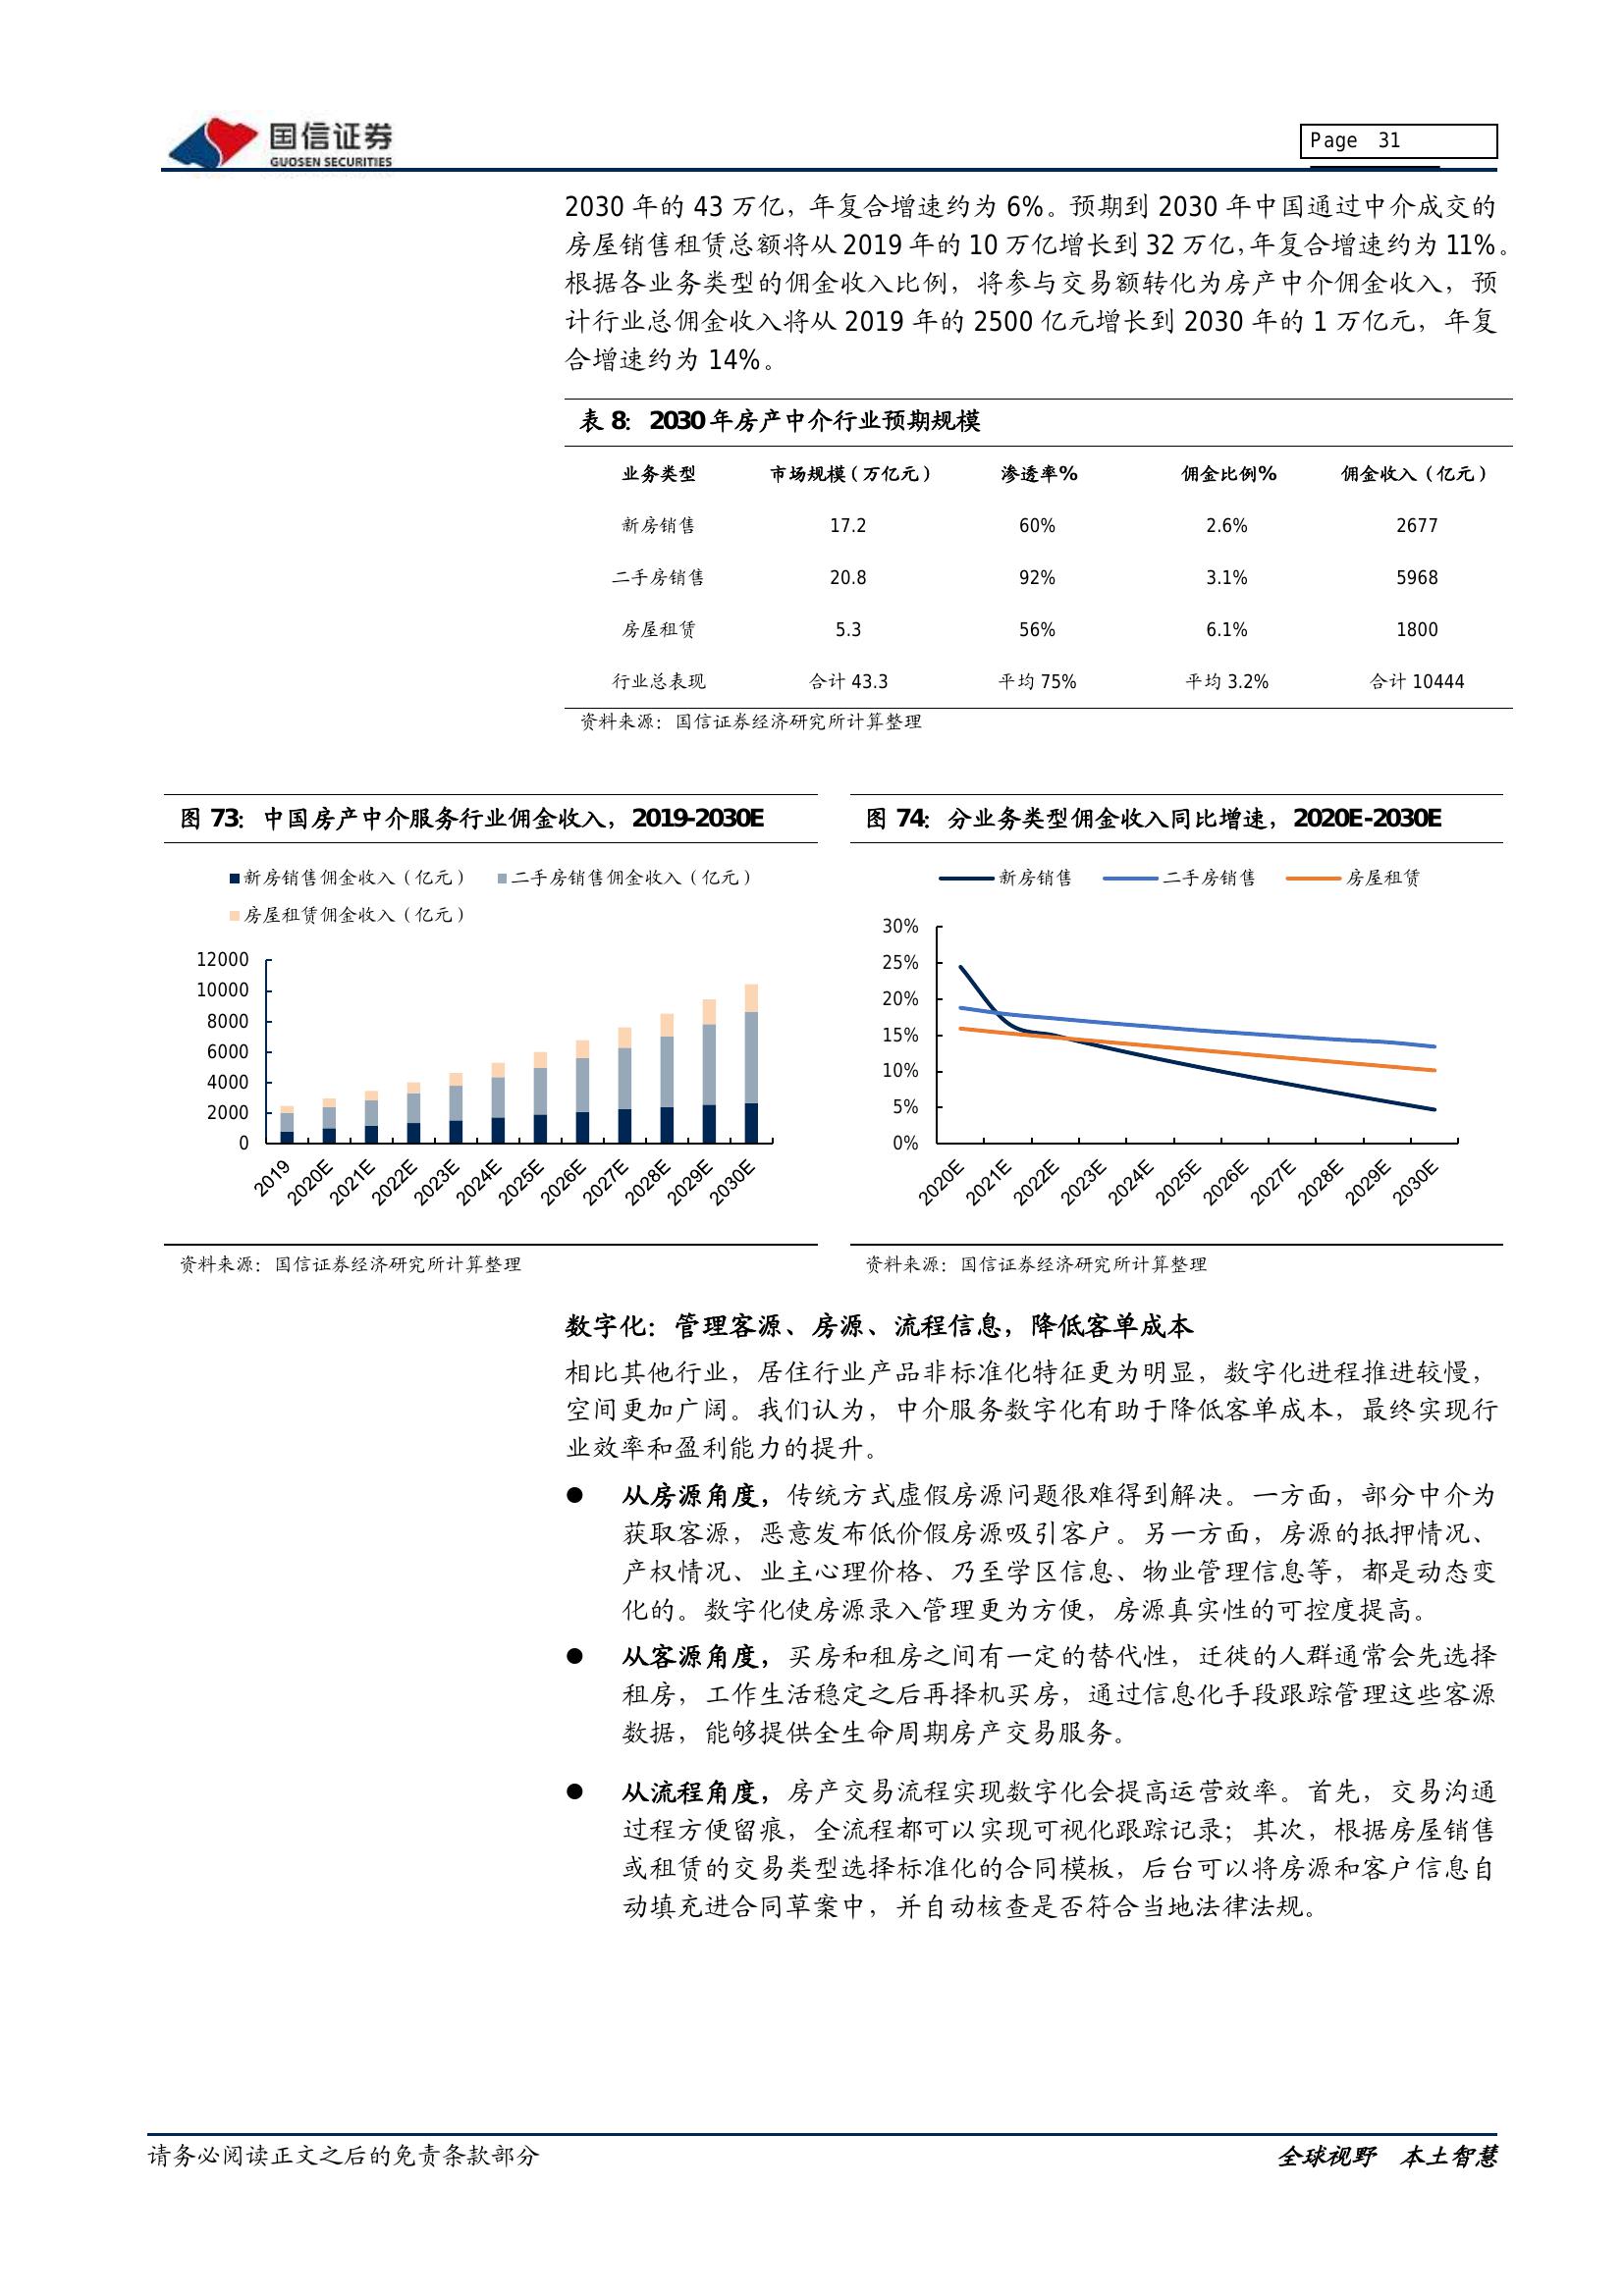 国信证券
GUOSEN SECURITIES
Page 31
2030 年的 43 万亿，年复合增速约为 6%。预期到 2030 年中国通过中介成交的
房屋销售租赁总额将从 2019 年的 10 万亿增长到 32 万亿，年复合增速约为 11%。
根据各业务类型的佣金收入比例，将参与交易额转化为房产中介佣金收入，预
计行业总佣金收入将从 2019 年的 2500 亿元增长到 2030 年的 1 万亿元，年复
合增速约为 14%。
表 8：2030 年房产中介行业预期规模
业务类型 市场规模（万亿元） 渗透率% 佣金比例% 佣金收入（亿元）
新房销售 17.2 60% 2.6% 2677
二手房销售 20.8 92% 3.1% 5968
房屋租赁 5.3 56% 6.1% 1800
行业总表现 合计 43.3 平均 75% 平均 3.2% 合计 10444
资料来源：国信证券经济研究所计算整理
图 73：中国房产中介服务行业佣金收入，2019-2030E
新房销售佣金收入（亿元） 二手房销售佣金收入（亿元）
房屋租赁佣金收入（亿元）
12000
10000
8000
6000
4000
2000
0
2019 2020E 2021E 2022E 2023E 2024E 2025E 2026E 2027E 2028E 2029E 2030E
资料来源：国信证券经济研究所计算整理
图 74：分业务类型佣金收入同比增速，2020E-2030E
新房销售 二手房销售 房屋租赁
30%
25%
20%
15%
10%
5%
0%
2020E 2021E 2022E 2023E 2024E 2025E 2026E 2027E 2028E 2029E 2030E
资料来源：国信证券经济研究所计算整理
数字化：管理客源、房源、流程信息，降低客单成本
相比其他行业，居住行业产品非标准化特征更为明显，数字化进程推进较慢，
空间更加广阔。我们认为，中介服务数字化有助于降低客单成本，最终实现行
业效率和盈利能力的提升。
● 从房源角度，传统方式虚假房源问题很难得到解决。一方面，部分中介为
获取客源，恶意发布低价假房源吸引客户。另一方面，房源的抵押情况、
产权情况、业主心理价格、乃至学区信息、物业管理信息等，都是动态变
化的。数字化使房源录入管理更为方便，房源真实性的可控度提高。
● 从客源角度，买房和租房之间有一定的替代性，迁徙的人群通常会先选择
租房，工作生活稳定之后再择机买房，通过信息化手段跟踪管理这些客源
数据，能够提供全生命周期房产交易服务。
● 从流程角度，房产交易流程实现数字化会提高运营效率。首先，交易沟通
过程方便留痕，全流程都可以实现可视化跟踪记录；其次，根据房屋销售
或租赁的交易类型选择标准化的合同模板，后台可以将房源和客户信息自
动填充进合同草案中，并自动核查是否符合当地法律法规。
请务必阅读正文之后的免责条款部分
全球视野 本土智慧